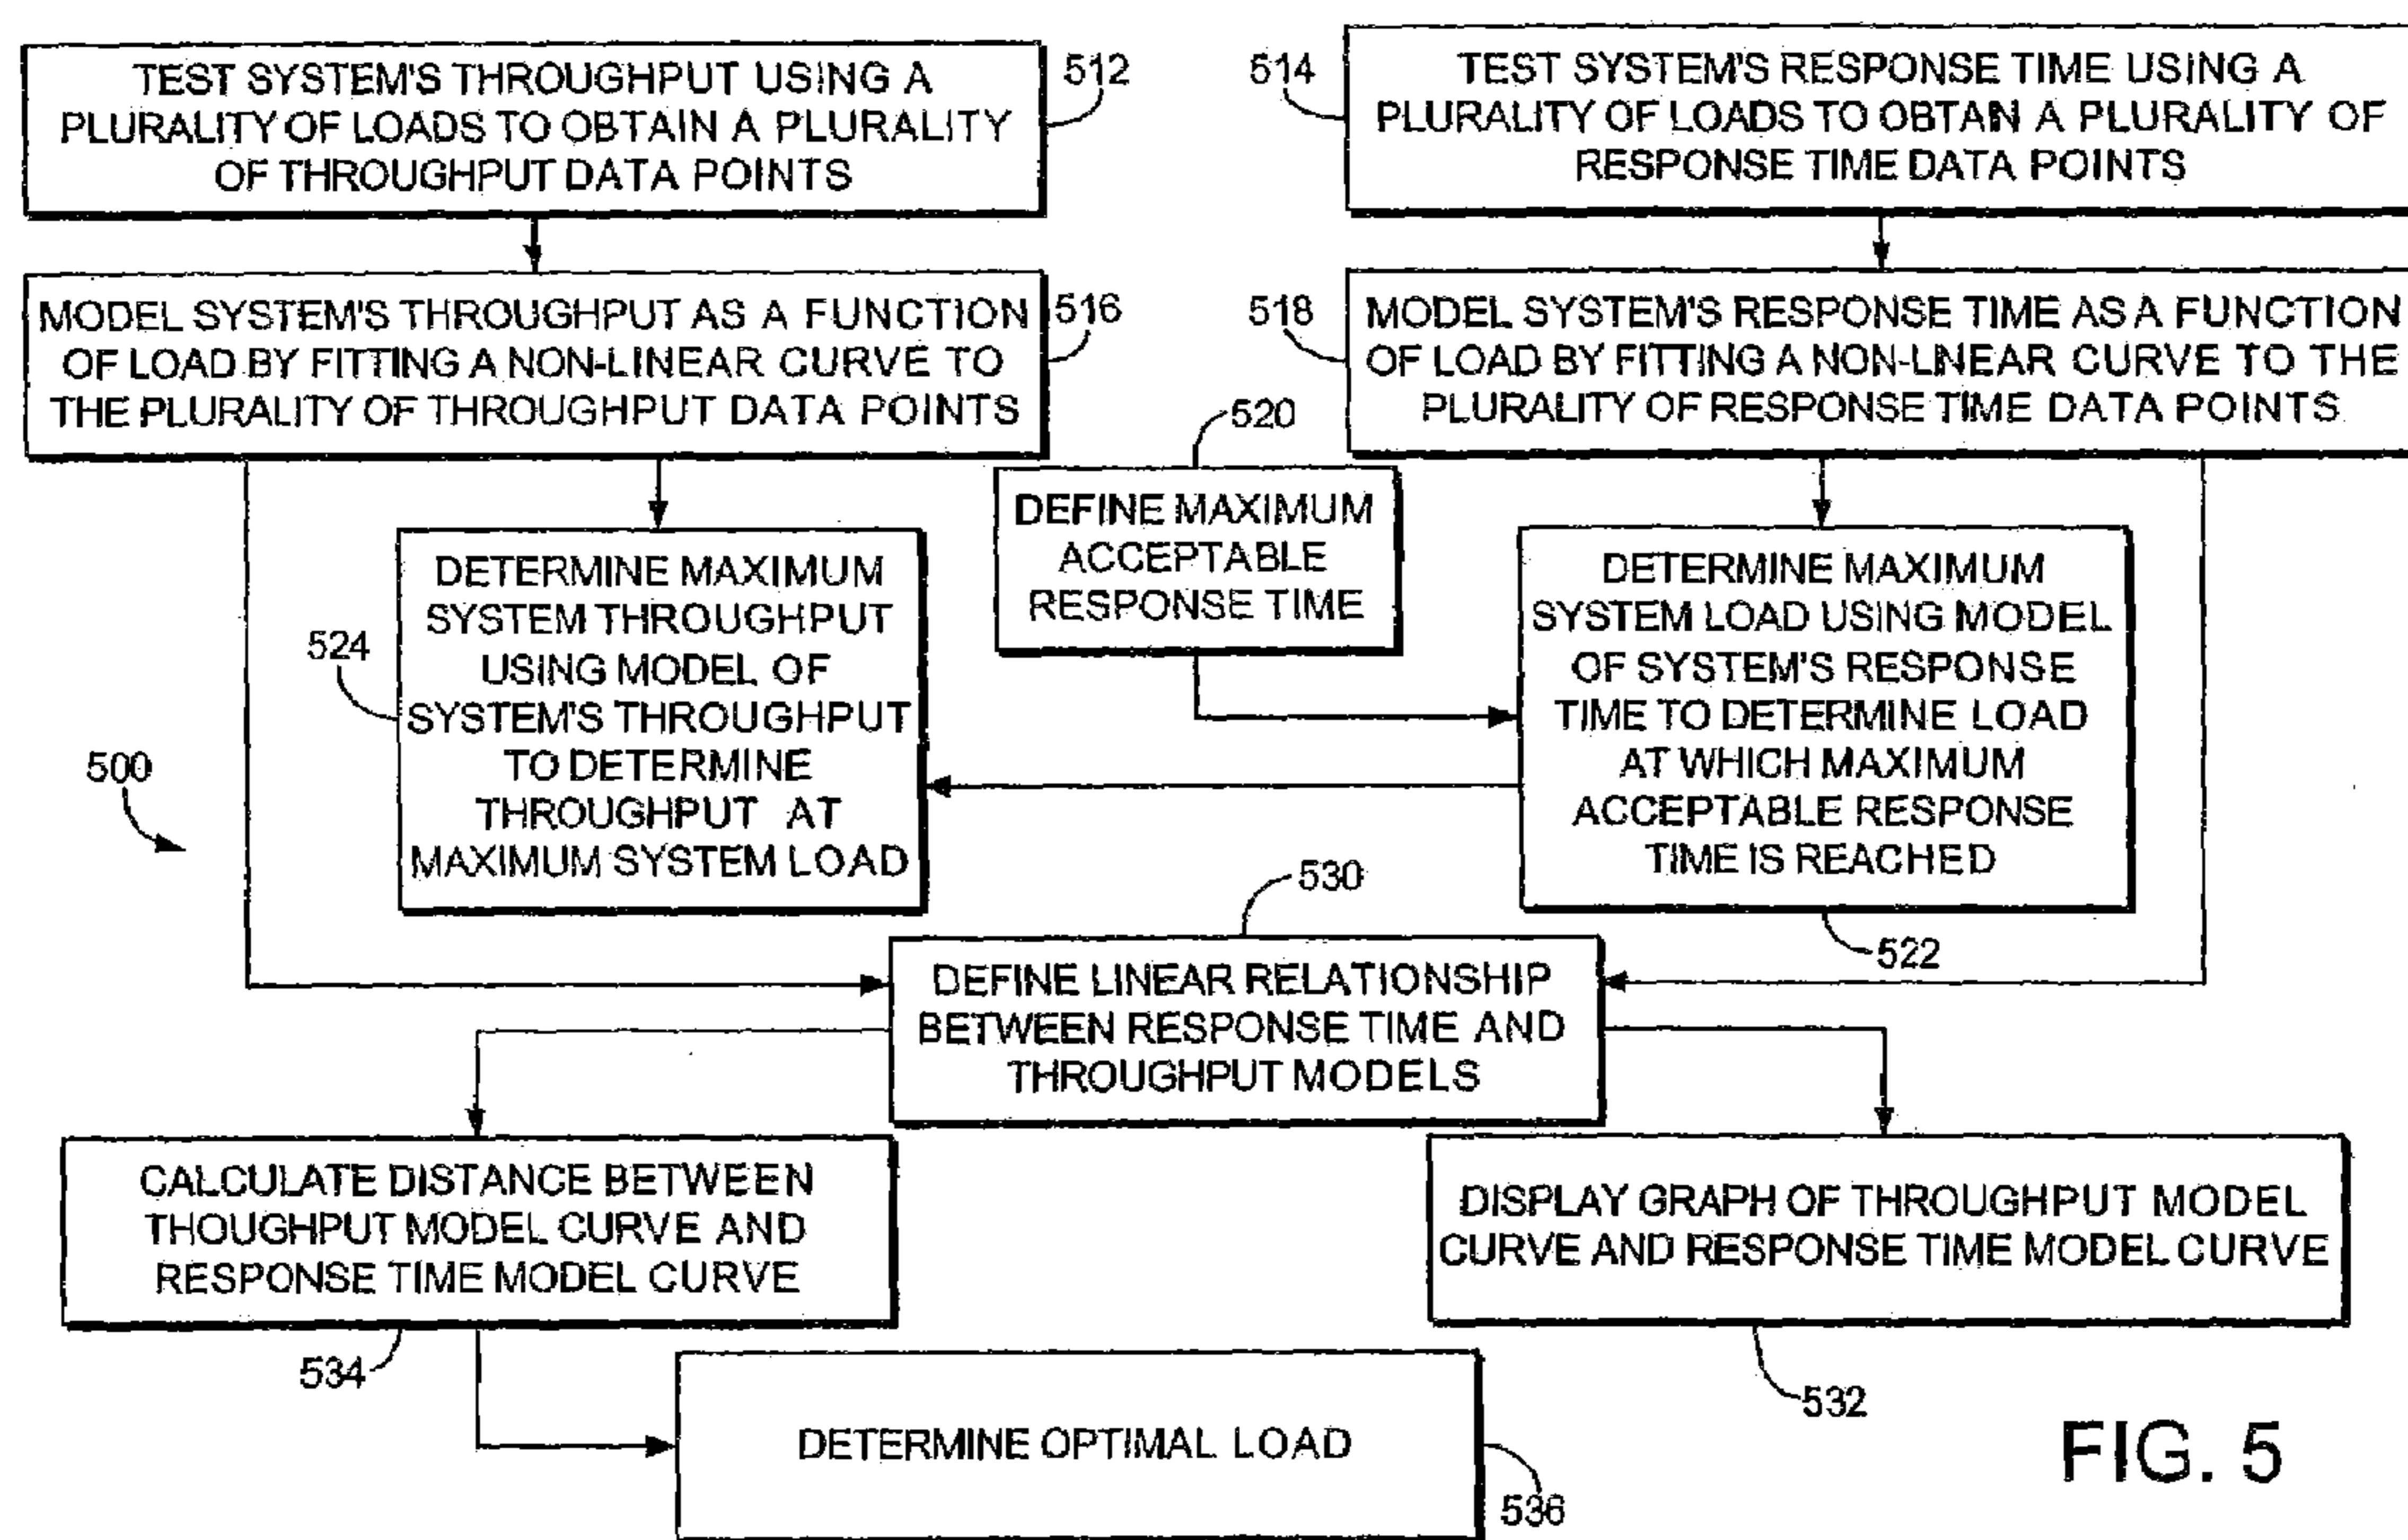 TEST SYSTEM'S THROUGHPUT USING A
PLURALITY OF LOADS TO OBTAIN A PLURALITY
OF THROUGHPUT DATA POINTS
512
514
TEST SYSTEM'S RESPONSE TIME USING A
PLURALITY OF LOADS TO OBTAIN A PLURALITY OF
RESPONSE TIME DATA POINTS
MODEL SYSTEM'S THROUGHPUT AS A FUNCTION
OF LOAD BY FITTING A NON-LINEAR CURVE TO
THE PLURALITY OF THROUGHPUT DATA POINTS
516
518
MODEL SYSTEM'S RESPONSE TIME AS A FUNCTION
OF LOAD BY FITTING A NON-LINEAR CURVE TO THE
PLURALITY OF RESPONSE TIME DATA POINTS
520
DEFINE MAXIMUM
ACCEPTABLE
RESPONSE TIME
524
DETERMINE MAXIMUM
SYSTEM THROUGHPUT
USING MODEL OF
SYSTEM'S THROUGHPUT
TO DETERMINE
THROUGHPUT AT
MAXIMUM SYSTEM LOAD
DETERMINE MAXIMUM
SYSTEM LOAD USING MODEL
OF SYSTEM'S RESPONSE
TIME TO DETERMINE LOAD
AT WHICH MAXIMUM
ACCEPTABLE RESPONSE
TIME IS REACHED
522
500
530
DEFINE LINEAR RELATIONSHIP
BETWEEN RESPONSE TIME AND
THROUGHPUT MODELS
CALCULATE DISTANCE BETWEEN
THOUGHPUT MODEL CURVE AND
RESPONSE TIME MODEL CURVE
534
DISPLAY GRAPH OF THROUGHPUT MODEL
CURVE AND RESPONSE TIME MODEL CURVE
532
DETERMINE OPTIMAL LOAD
536
FIG. 5